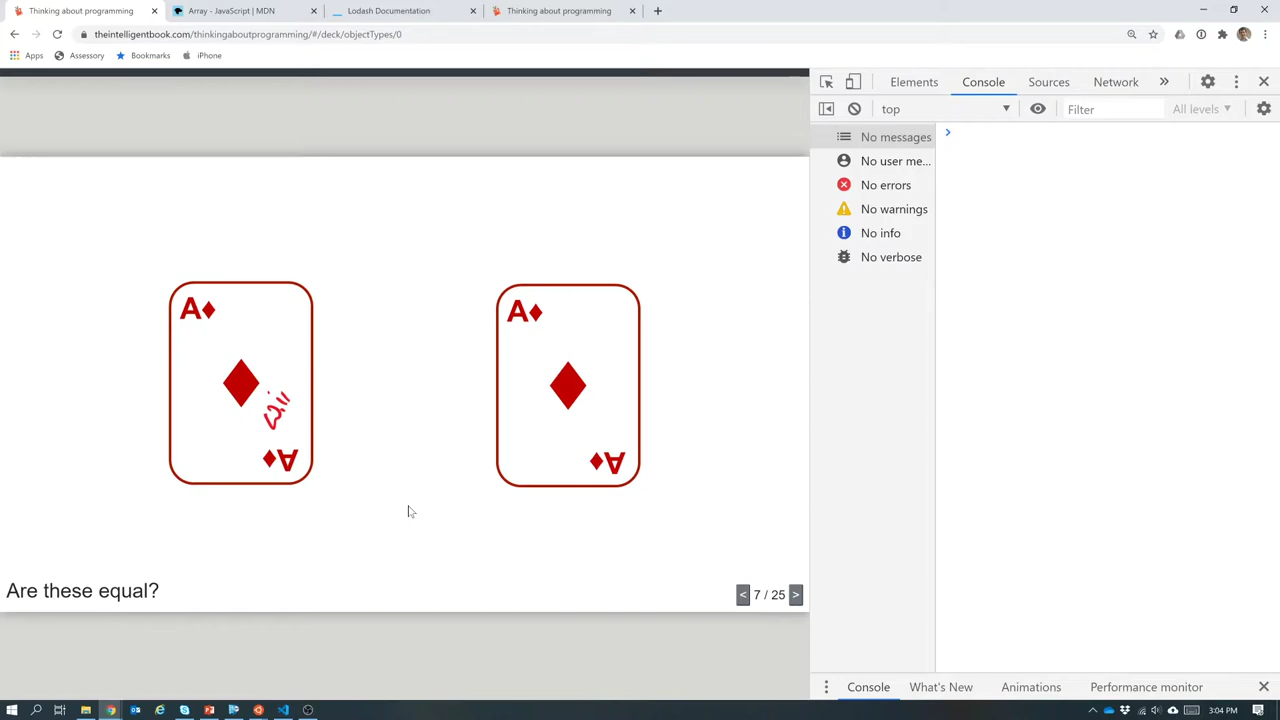 Thinking about programming
Array - JavaScript | MDN
Lodash Documentation
Thinking about programming
theintelligentbook.com/thinkingaboutprogramming/#/deck/objectTypes/0
Apps
Assessory
Bookmarks
iPhone
Elements
Console
Sources
Network
top
Filter
All levels
No messages
No user me...
No errors
No warnings
No info
No verbose
A♦
A♦
A♦
A♦
Are these equal?
< 7 / 25 >
Console
What's New
Animations
Performance monitor
3:04 PM